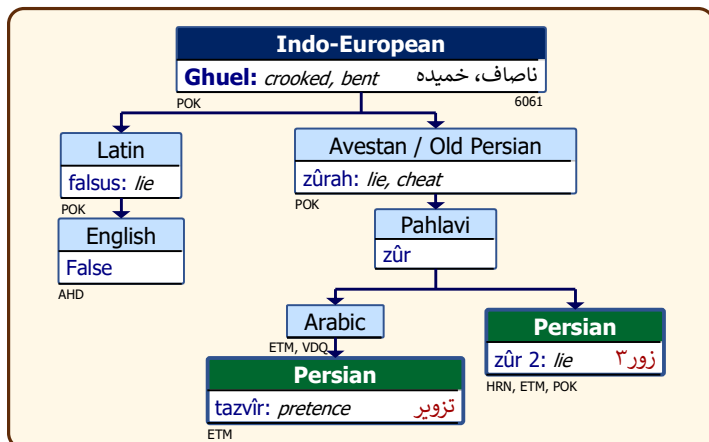 Indo-European
Ghuel: crooked, bent ناصاف، خمیده
POK 6061
Latin
falsus: lie
POK
English
False
AHD
Avestan / Old Persian
zûrah: lie, cheat
POK
Pahlavi
zûr
Arabic
ETM, VDQ
Persian
tazvîr: pretence تزویر
ETM
Persian
zûr 2: lie زور۳
HRN, ETM, POK